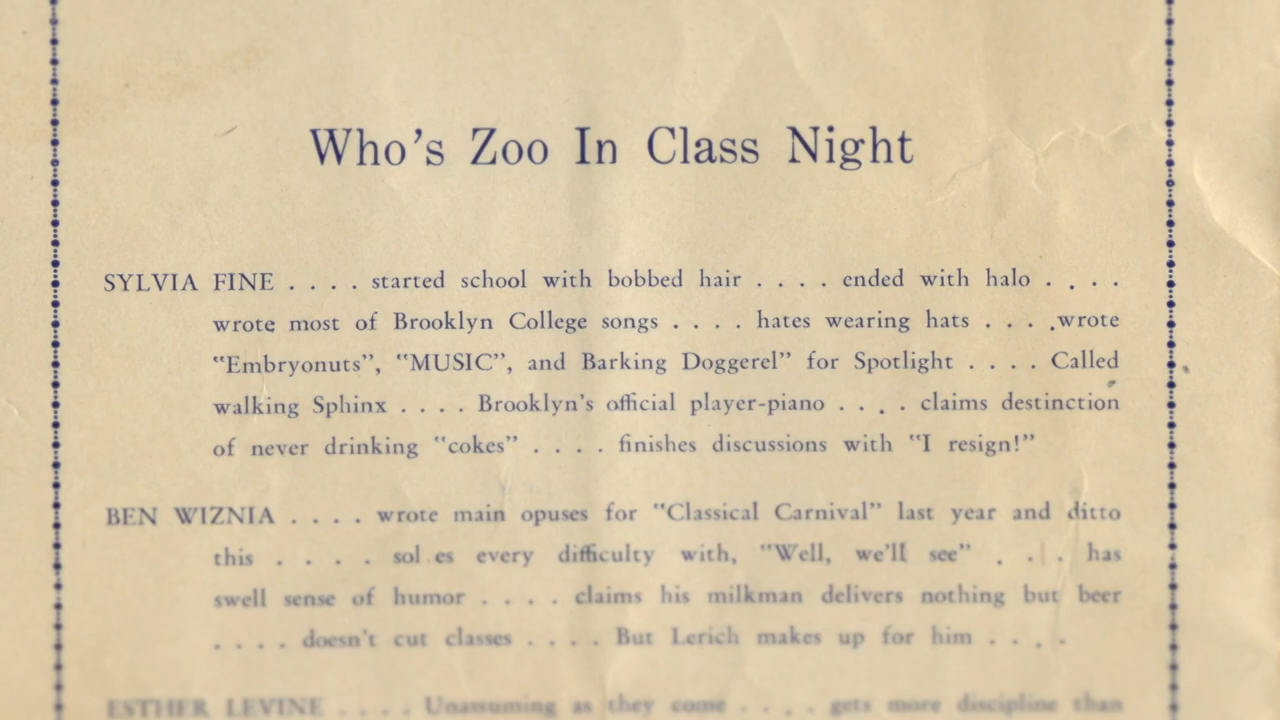 Who's Zoo In Class Night
SYLVIA FINE . . . . started school with bobbed hair . . . . ended with halo . . . .
wrote most of Brooklyn College songs . . . . hates wearing hats . . . .wrote
"Embryonuts", "MUSIC", and Barking Doggerel" for Spotlight . . . . Called
walking Sphinx . . . . Brooklyn's official player-piano . . . . claims destinction
of never drinking "cokes" . . . . finishes discussions with "I resign!"
BEN WIZNIA . . . . wrote main opuses for "Classical Carnival" last year and ditto
this . . . . sol es every difficulty with, "Well, we'll see" . . . has
swell sense of humor . . . . claims his milkman delivers nothing but beer
. . . . doesn't cut classes . . . . But Lerich makes up for him . . . .
ESTHER LEVINE . . . . Unassuming as they come . . . . gets more discipline than